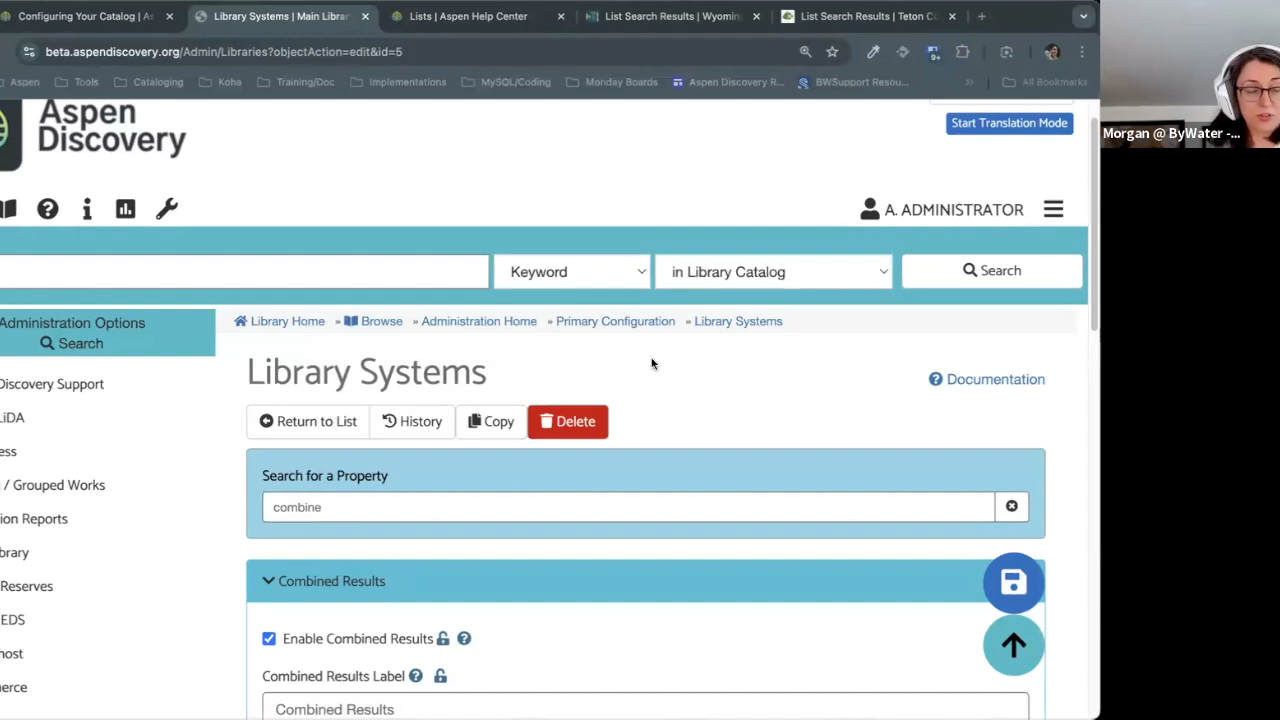 Configuring Your Catalog | As
Library Systems | Main Librar
Lists | Aspen Help Center
List Search Results | Wyomin
List Search Results | Teton C
beta.aspendiscovery.org/Admin/Libraries?objectAction=edit&id=5
9+
Aspen
Tools
Cataloging
Koha
Training/Doc
Implementations
MySQL/Coding
Monday Boards
Aspen Discovery R...
BWSupport Resou...
»
All Bookmarks
Aspen
Discovery
Start Translation Mode
Morgan @ ByWater -...
A. ADMINISTRATOR
Keyword
in Library Catalog
Search
Administration Options
Search
Library Home » Browse » Administration Home » Primary Configuration » Library Systems
Library Systems
Documentation
Return to List
History
Copy
Delete
Search for a Property
combine
Combined Results
Enable Combined Results
Combined Results Label
Combined Results
Discovery Support
LiDA
ess
/ Grouped Works
ion Reports
brary
Reserves
EDS
host
nerce